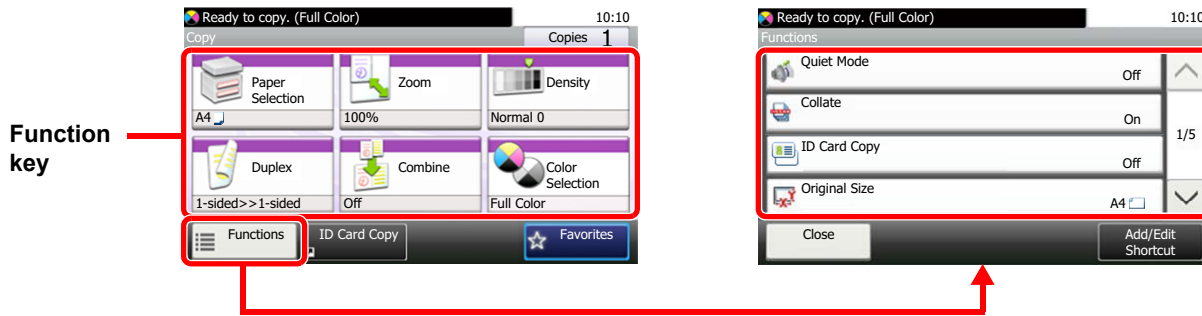 Ready to copy. (Full Color) 10:10
Copy Copies 1
Paper
Selection
A4
Zoom
100%
Density
Normal 0
Duplex
1-sided>>1-sided
Combine
Off
Color
Selection
Full Color
Functions
ID Card Copy
Favorites
Function
key
Ready to copy. (Full Color) 10:10
Functions
Quiet Mode
Off
Collate
On
ID Card Copy
Off
Original Size
A4
1/5
Close
Add/Edit
Shortcut